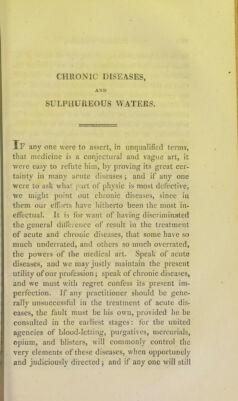 CHRONIC DISEASES,
AND
SULPHUREOUS WATERS.
IF any one were to assert, in unqualified terms,
that medicine is a conjectural and vague art, it
were easy to refute him, by proving its great cer-
tainty in many acute diseases; and if any one
were to ask what part of physic is most defective,
we might point out chronic diseases, since in
them our efforts have hitherto been the most in-
effectual. It is for want of having discriminated
the general difference of result in the treatment
of acute and chronic diseases, that some have so
much underrated, and others so much overrated,
the powers of the medical art. Speak of acute
diseases, and we may justly maintain the present
utility of our profession; speak of chronic diseases,
and we must with regret confess its present im-
perfection. If any practitioner should be gene-
rally unsuccessful in the treatment of acute dis-
eases, the fault must be his own, provided he be
consulted in the earliest stages: for the united
agencies of blood-letting, purgatives, mercurials,
opium, and blisters, will commonly control the
very elements of these diseases, when opportunely
and judiciously directed; and if any one will still